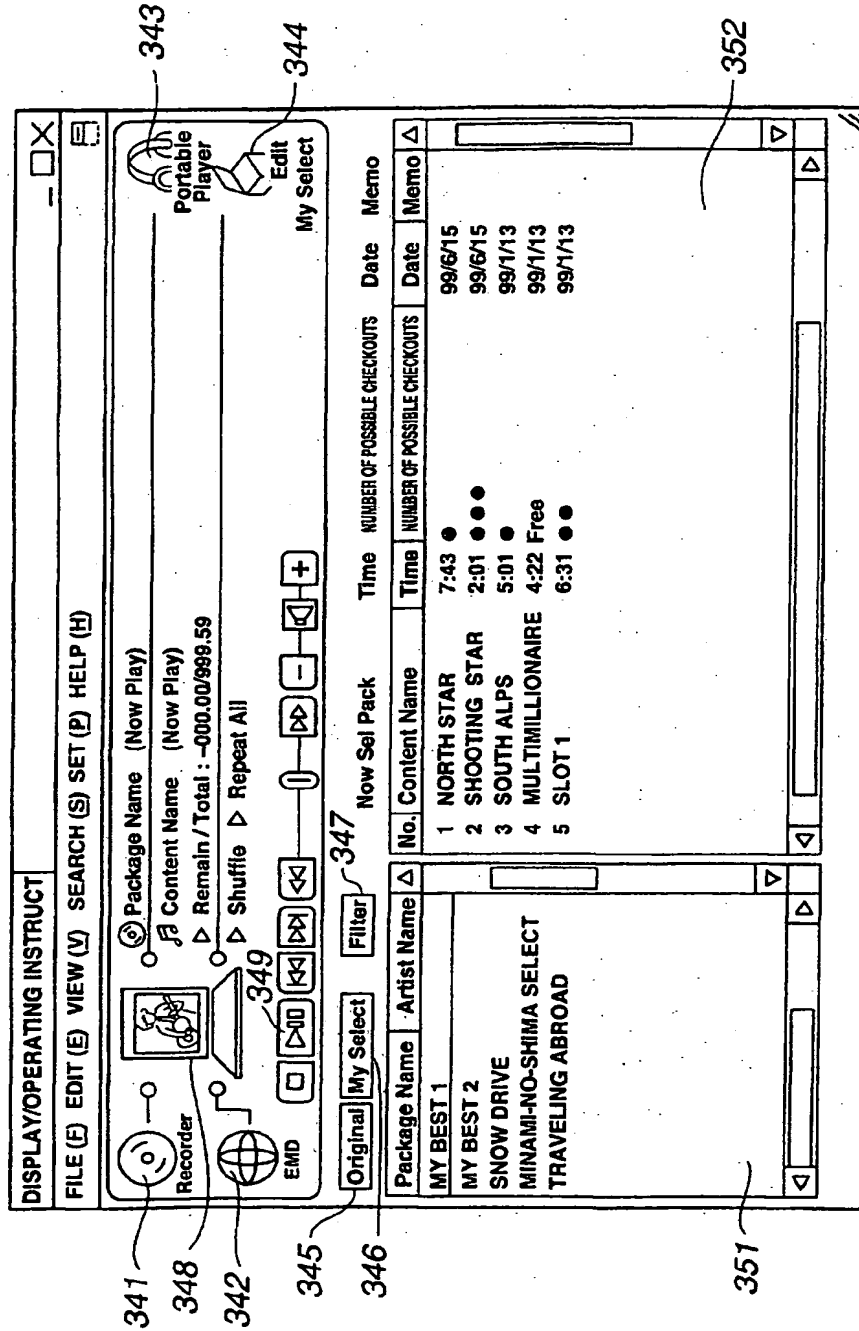 DISPLAY/OPERATING INSTRUCT
FILE (F) EDIT (E) VIEW (V) SEARCH (S) SET (P) HELP (H)
Recorder
EMD
Package Name (Now Play)
Content Name (Now Play)
Remain / Total : -000.00/999.59
Shuffle Repeat All
Portable
Player
Edit
My Select
- +
Original My Select Filter
Now Sel Pack Time NUMBER OF POSSIBLE CHECKOUTS Date Memo
Package Name Artist Name
MY BEST 1
MY BEST 2
SNOW DRIVE
MINAMI-NO-SHIMA SELECT
TRAVELING ABROAD
No. Content Name Time NUMBER OF POSSIBLE CHECKOUTS Date Memo
1 NORTH STAR 7:43 ● 99/6/15
2 SHOOTING STAR 2:01 ● ● ● 99/6/15
3 SOUTH ALPS 5:01 ● 99/1/13
4 MULTIMILLIONAIRE 4:22 Free 99/1/13
5 SLOT 1 6:31 ● ● 99/1/13
341
348
342
345
346
351
349
347
343
344
352